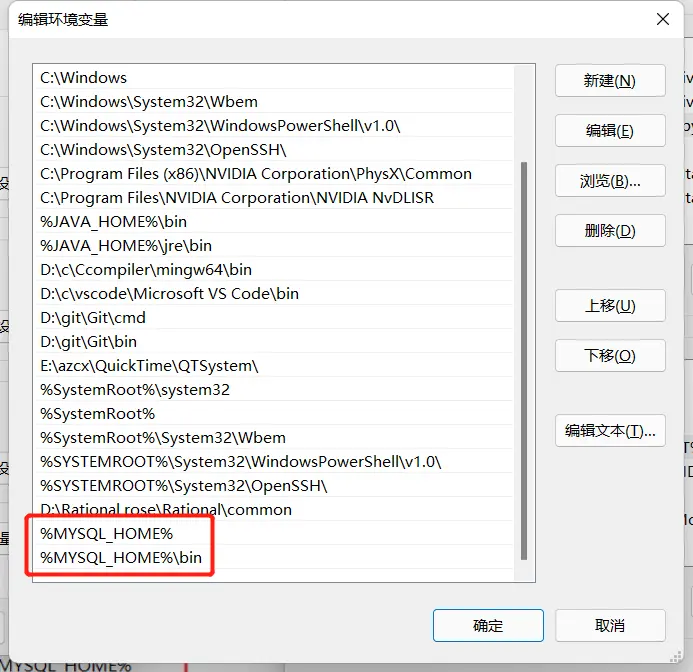 编辑环境变量
C:\Windows
C:\Windows\System32\Wbem
C:\Windows\System32\WindowsPowerShell\v1.0\
C:\Windows\System32\OpenSSH\
C:\Program Files (x86)\NVIDIA Corporation\PhysX\Common
C:\Program Files\NVIDIA Corporation\NVIDIA NvDLISR
%JAVA_HOME%\bin
%JAVA_HOME%\jre\bin
D:\c\Ccompiler\mingw64\bin
D:\c\vscode\Microsoft VS Code\bin
D:\git\Git\cmd
D:\git\Git\bin
E:\azcx\QuickTime\QTSystem\
%SystemRoot%\system32
%SystemRoot%
%SystemRoot%\System32\Wbem
%SYSTEMROOT%\System32\WindowsPowerShell\v1.0\
%SYSTEMROOT%\System32\OpenSSH\
D:\Rational rose\Rational\common
%MYSQL_HOME%
%MYSQL_HOME%\bin
新建(N)
编辑(E)
浏览(B)...
删除(D)
上移(U)
下移(O)
编辑文本(T)...
确定
取消
MYSQL_HOME%